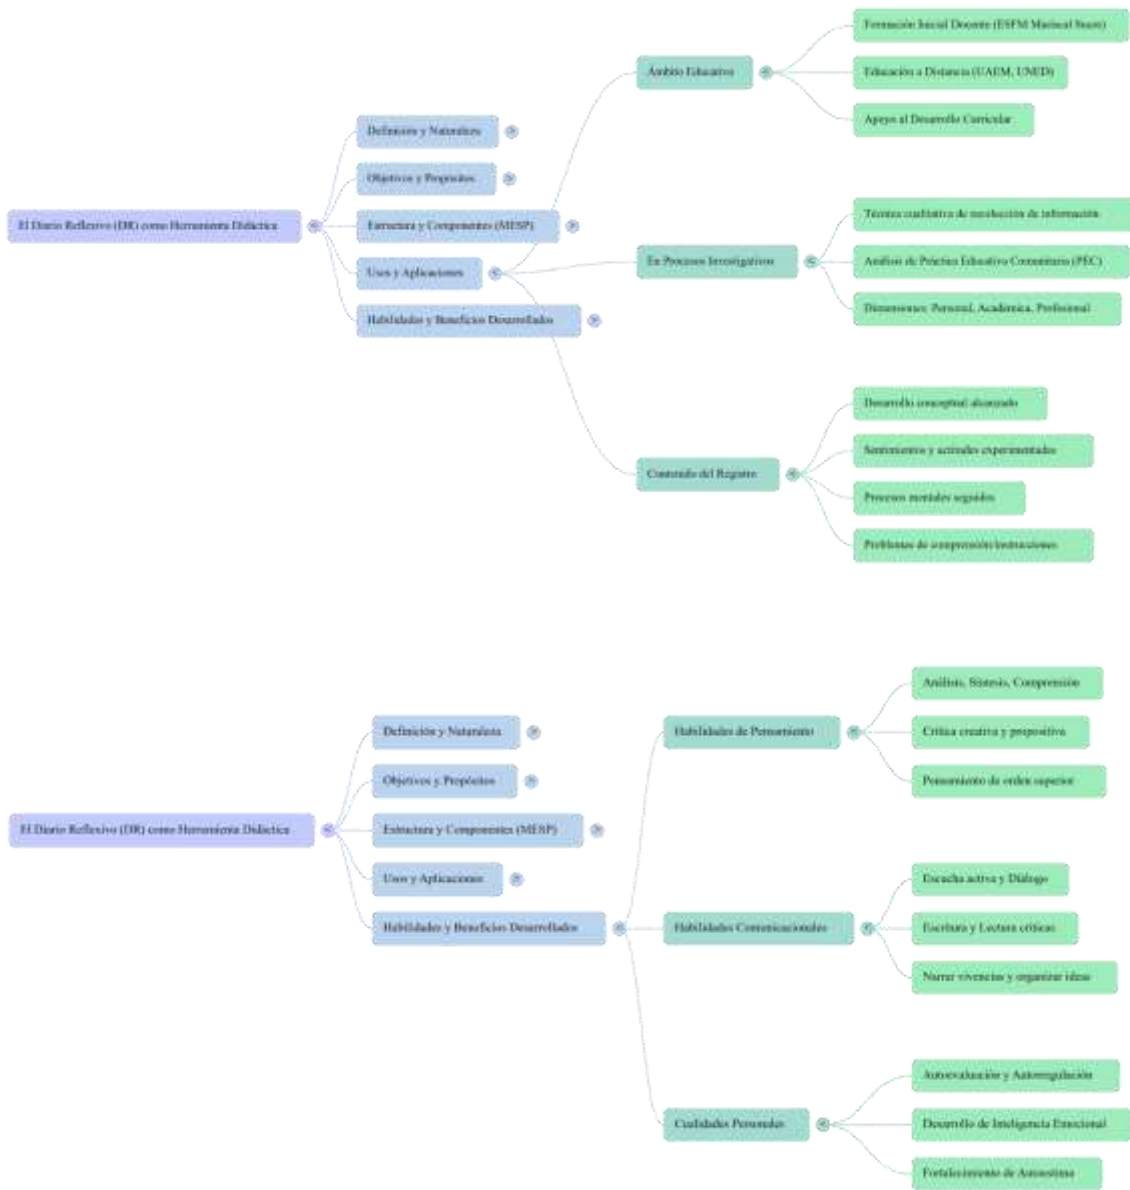 El Diario Reflexivo (DR) como Herramienta Didáctica
Definición y Naturaleza
Objetivos y Propósitos
Estructura y Componentes (MESP)
Usos y Aplicaciones
Habilidades y Beneficios Desarrollados
Ámbito Educativo
Formación Inicial Docente (ESFM Mariscal Sucre)
Educación a Distancia (UAEM, UNED)
Apoyo al Desarrollo Curricular
En Procesos Investigativos
Técnica cualitativa de recolección de información
Análisis de Práctica Educativa Comunitaria (PEC)
Dimensiones: Personal, Académica, Profesional
Contenido del Registro
Desarrollo conceptual alcanzado
Sentimientos y actitudes experimentados
Procesos mentales seguidos
Problemas de comprensión/instrucciones
El Diario Reflexivo (DR) como Herramienta Didáctica
Definición y Naturaleza
Objetivos y Propósitos
Estructura y Componentes (MESP)
Usos y Aplicaciones
Habilidades y Beneficios Desarrollados
Habilidades de Pensamiento
Análisis, Síntesis, Comprensión
Crítica creativa y propositiva
Pensamiento de orden superior
Habilidades Comunicacionales
Escucha activa y Diálogo
Escritura y Lectura críticas
Narrar vivencias y organizar ideas
Cualidades Personales
Autoevaluación y Autorregulación
Desarrollo de Inteligencia Emocional
Fortalecimiento de Autoestima